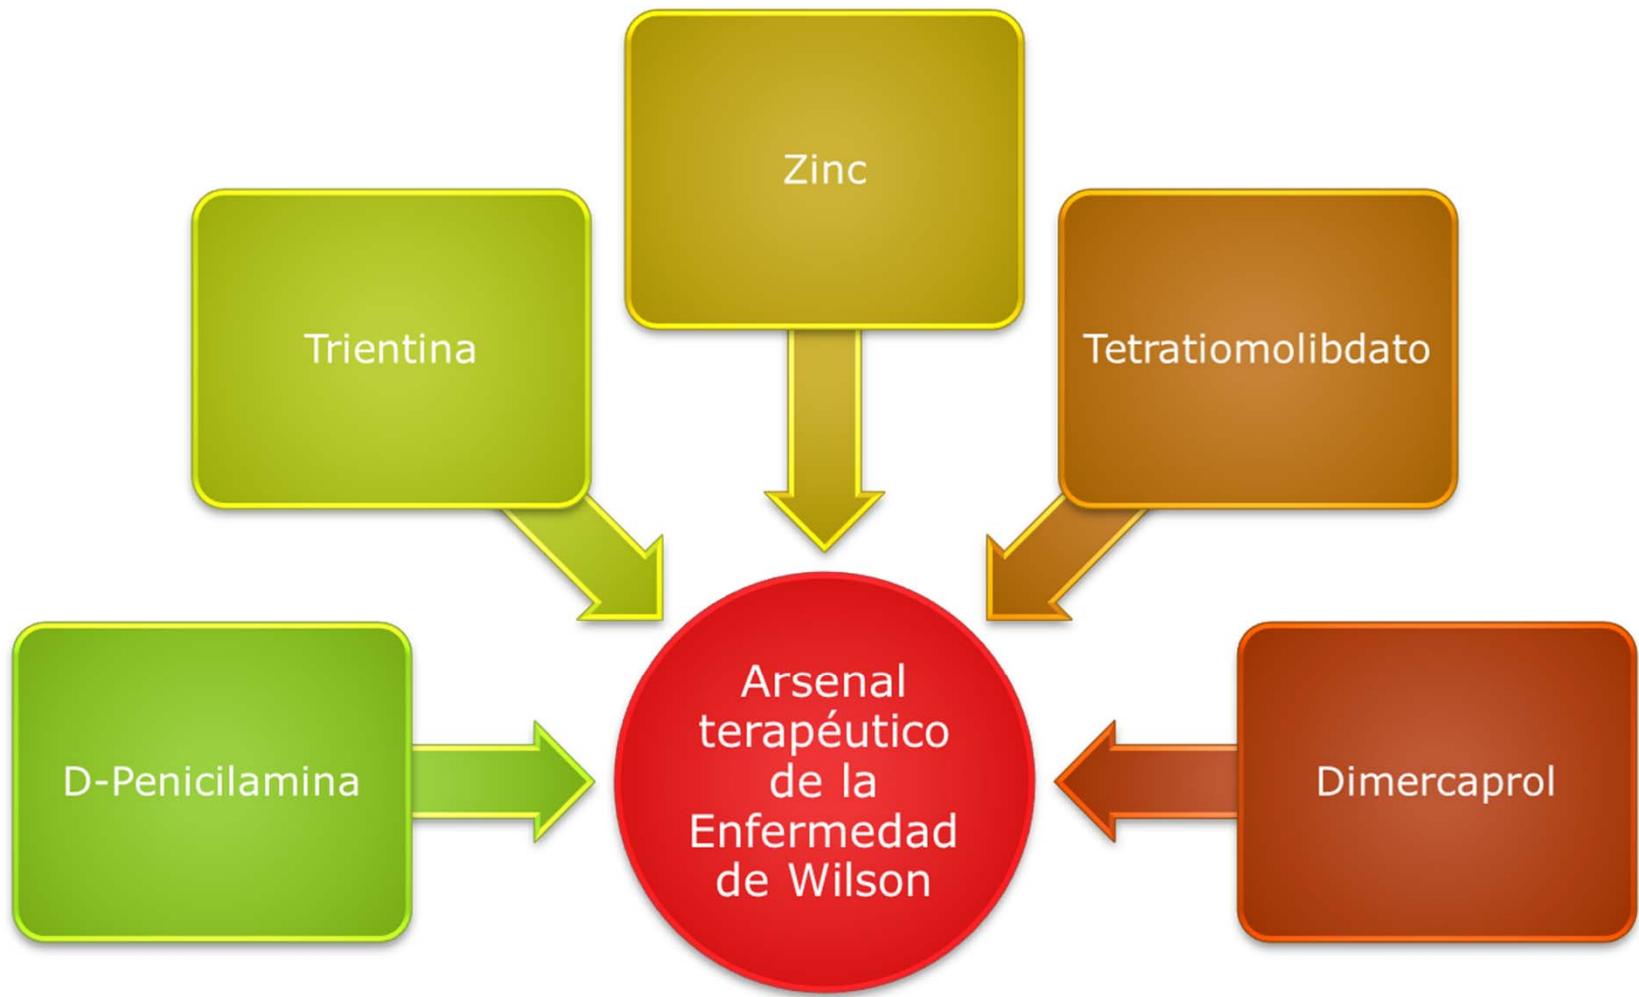 Zinc
Trientina
Tetratiomolibdato
D-Penicilamina
Arsenal
terapéutico
de la
Enfermedad
de Wilson
Dimercaprol